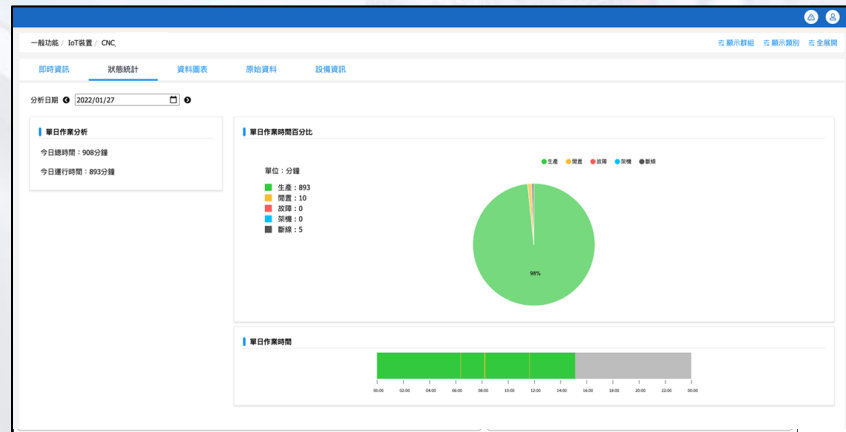 一般功能 / IoT裝置 / CNC
顯示群組 顯示類別 全展開
即時資訊 狀態統計 資料圖表 原始資料 設備資訊
分析日期 2022/01/27
單日作業分析
今日總時間：908分鐘
今日運行時間：893分鐘
單日作業時間百分比
生產 閒置 故障 架機 斷線
單位：分鐘
生產：893
閒置：10
故障：0
架機：0
斷線：5
98%
單日作業時間
00:00 02:00 04:00 06:00 08:00 10:00 12:00 14:00 16:00 18:00 20:00 22:00 00:00